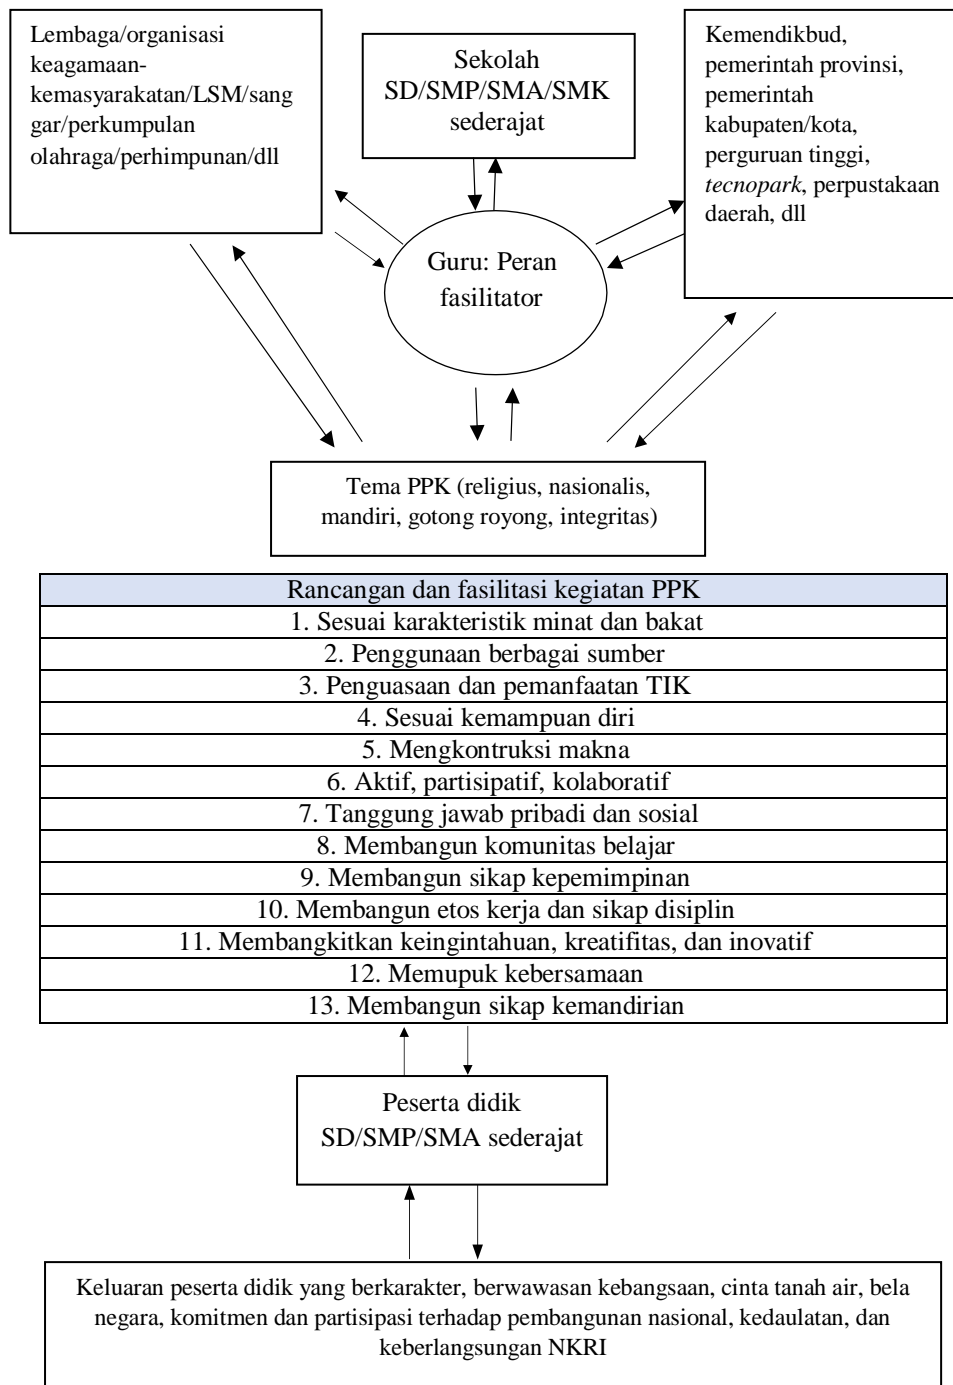 Lembaga/organisasi
keagamaan-
kemasyarakatan/LSM/sang
gar/perkumpulan
olahraga/perhimpunan/dll
Sekolah
SD/SMP/SMA/SMK
sederajat
Kemendikbud,
pemerintah provinsi,
pemerintah
kabupaten/kota,
perguruan tinggi,
tecnopark, perpustakaan
daerah, dll
Guru: Peran
fasilitator
Tema PPK (religius, nasionalis,
mandiri, gotong royong, integritas)
Rancangan dan fasilitasi kegiatan PPK
1. Sesuai karakteristik minat dan bakat
2. Penggunaan berbagai sumber
3. Penguasaan dan pemanfaatan TIK
4. Sesuai kemampuan diri
5. Mengkontruksi makna
6. Aktif, partisipatif, kolaboratif
7. Tanggung jawab pribadi dan sosial
8. Membangun komunitas belajar
9. Membangun sikap kepemimpinan
10. Membangun etos kerja dan sikap disiplin
11. Membangkitkan keingintahuan, kreatifitas, dan inovatif
12. Memupuk kebersamaan
13. Membangun sikap kemandirian
Peserta didik
SD/SMP/SMA sederajat
Keluaran peserta didik yang berkarakter, berwawasan kebangsaan, cinta tanah air, bela
negara, komitmen dan partisipasi terhadap pembangunan nasional, kedaulatan, dan
keberlangsungan NKRI